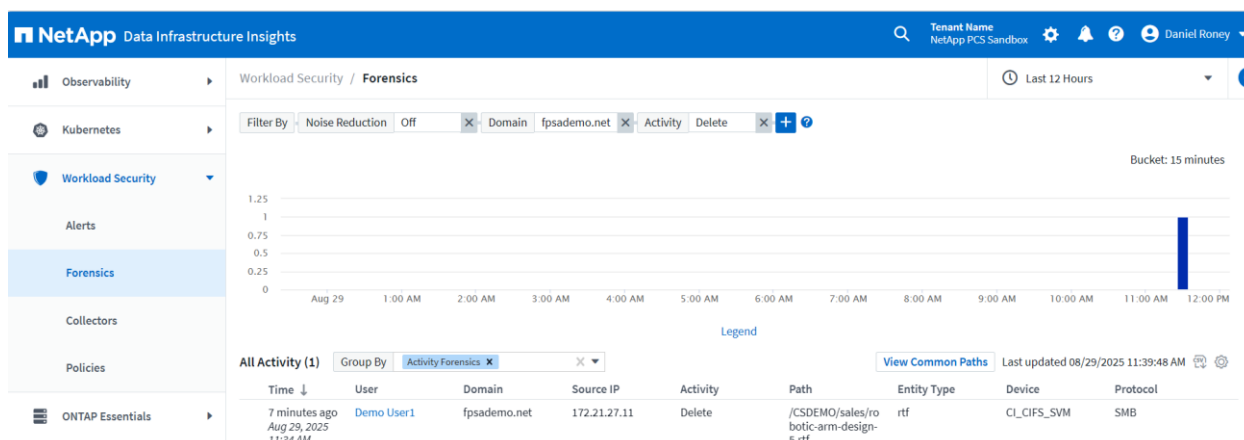 NetApp Data Infrastructure Insights
Tenant Name
NetApp PCS Sandbox
Daniel Roney
Observability
Kubernetes
Workload Security
Alerts
Forensics
Collectors
Policies
ONTAP Essentials
Workload Security / Forensics
Last 12 Hours
Filter By Noise Reduction Off Domain fpsademo.net Activity Delete
Bucket: 15 minutes
1.25
1
0.75
0.5
0.25
0
Aug 29 1:00 AM 2:00 AM 3:00 AM 4:00 AM 5:00 AM 6:00 AM 7:00 AM 8:00 AM 9:00 AM 10:00 AM 11:00 AM 12:00 PM
Legend
All Activity (1) Group By Activity Forensics View Common Paths Last updated 08/29/2025 11:39:48 AM
Time User Domain Source IP Activity Path Entity Type Device Protocol
7 minutes ago Demo User1 fpsademo.net 172.21.27.11 Delete /CSDEMO/sales/ro rtf CI_CIFS_SVM SMB
Aug 29, 2025 botic-arm-design-
11:34 AM 5.rtf